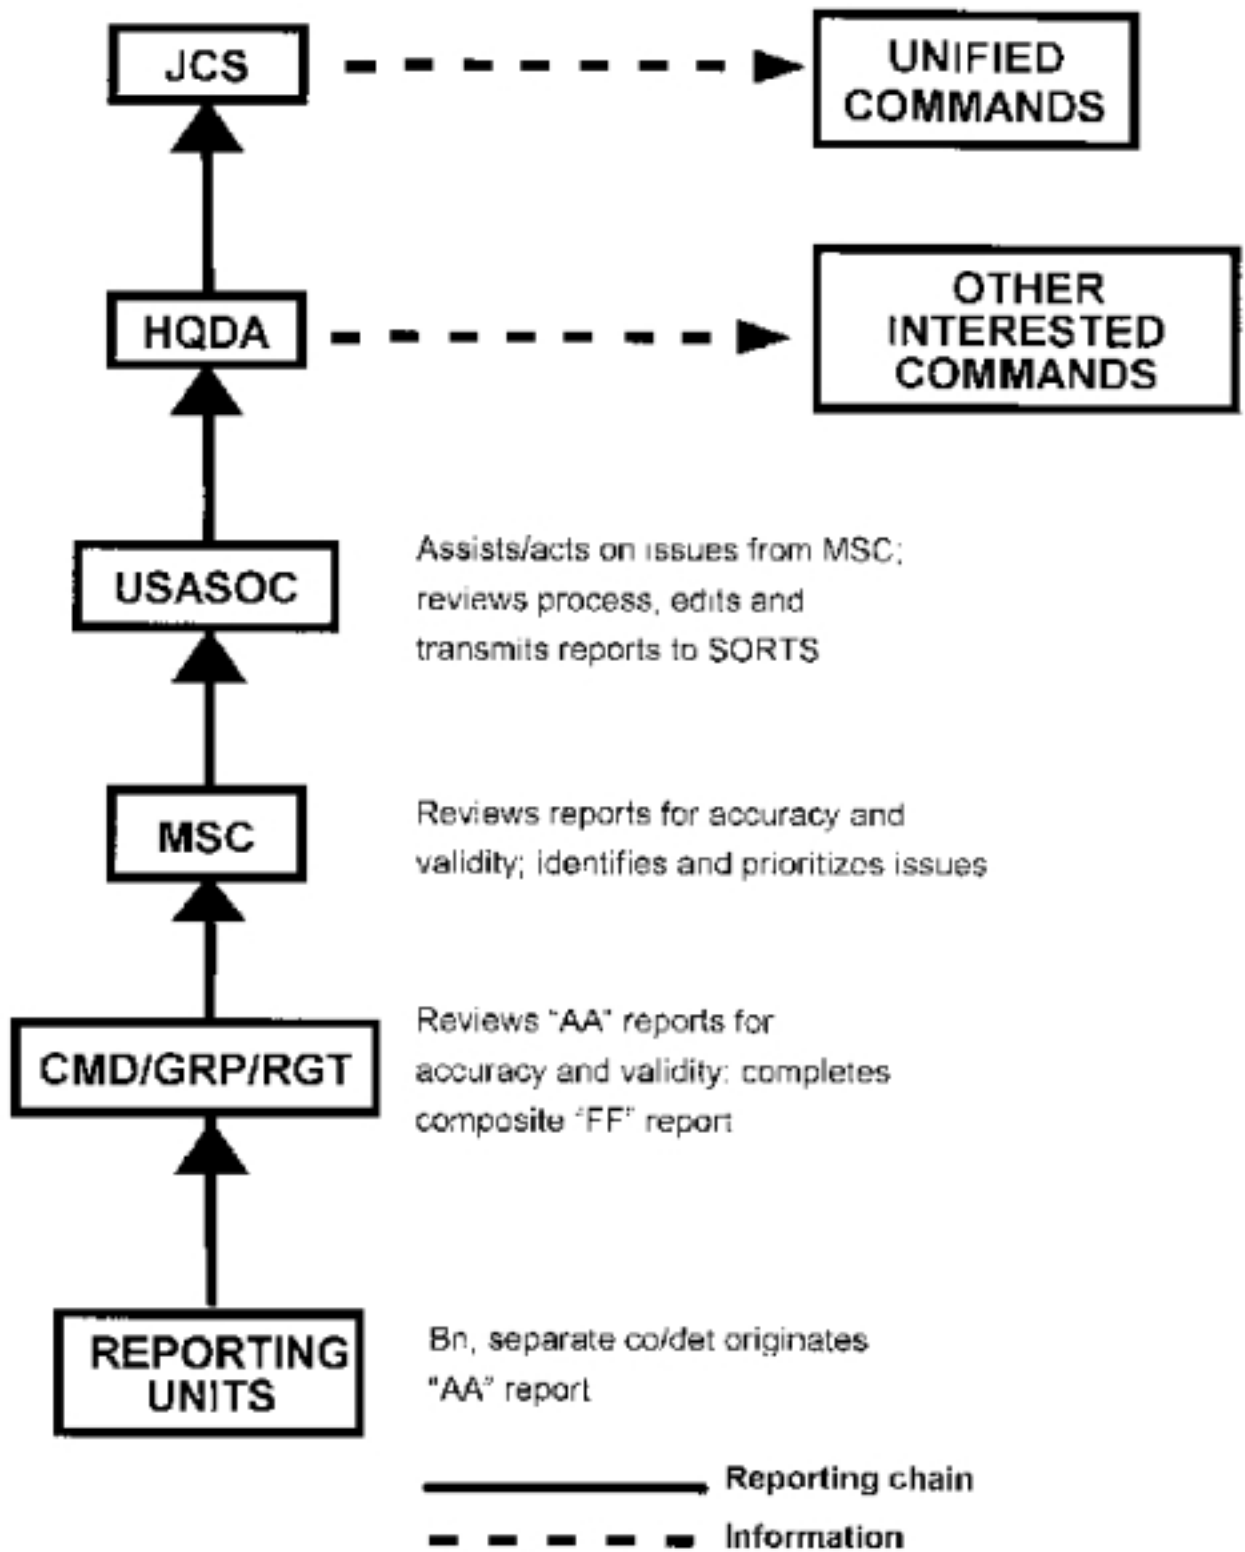 JCS
UNIFIED
COMMANDS
HQDA
OTHER
INTERESTED
COMMANDS
USASOC
Assists/acts on issues from MSC;
reviews process, edits and
transmits reports to SORTS
MSC
Reviews reports for accuracy and
validity; identifies and prioritizes issues
CMD/GRP/RGT
Reviews "AA" reports for
accuracy and validity: completes
composite "FF" report
REPORTING
UNITS
Bn, separate co/det originates
"AA" report
Reporting chain
Information